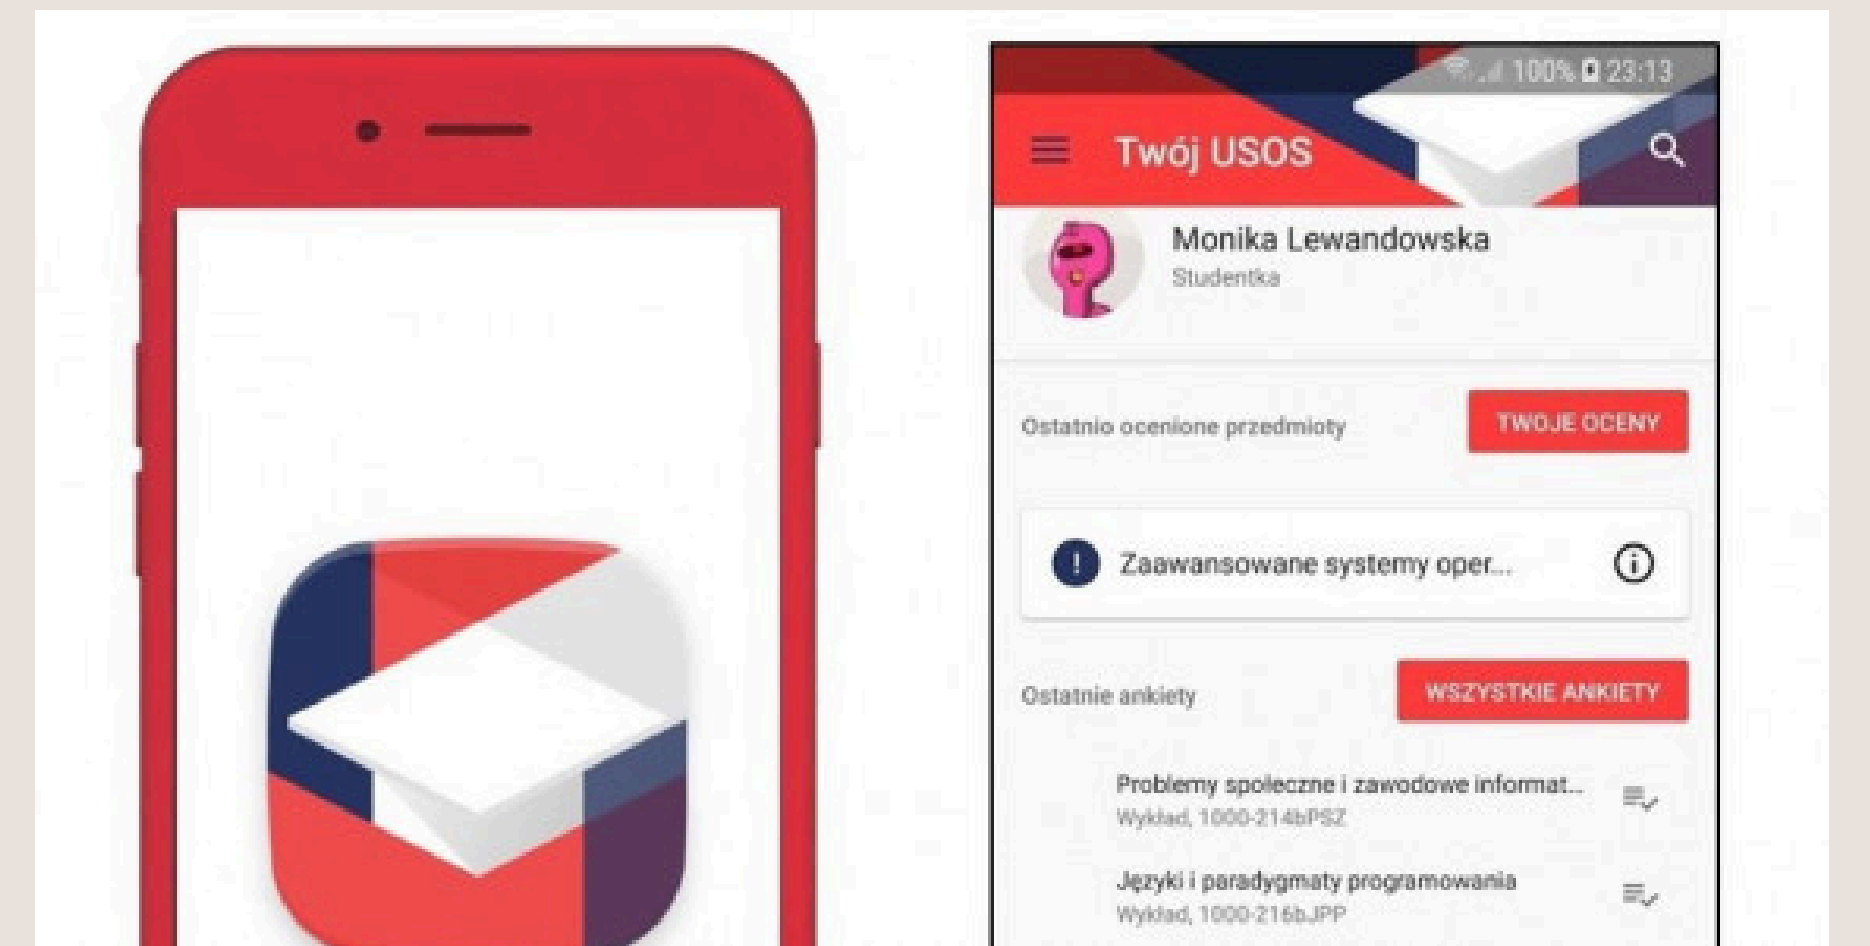 100% 23:13
Twój USOS
Monika Lewandowska
Studentka
Ostatnio ocenione przedmioty
TWOJE OCENY
! Zaawansowane systemy oper...
Ostatnie ankiety
WSZYSTKIE ANKIETY
Problemy społeczne i zawodowe informat...
Wykład, 1000-214bPSZ
Języki i paradygmaty programowania
Wykład, 1000-216bJPP